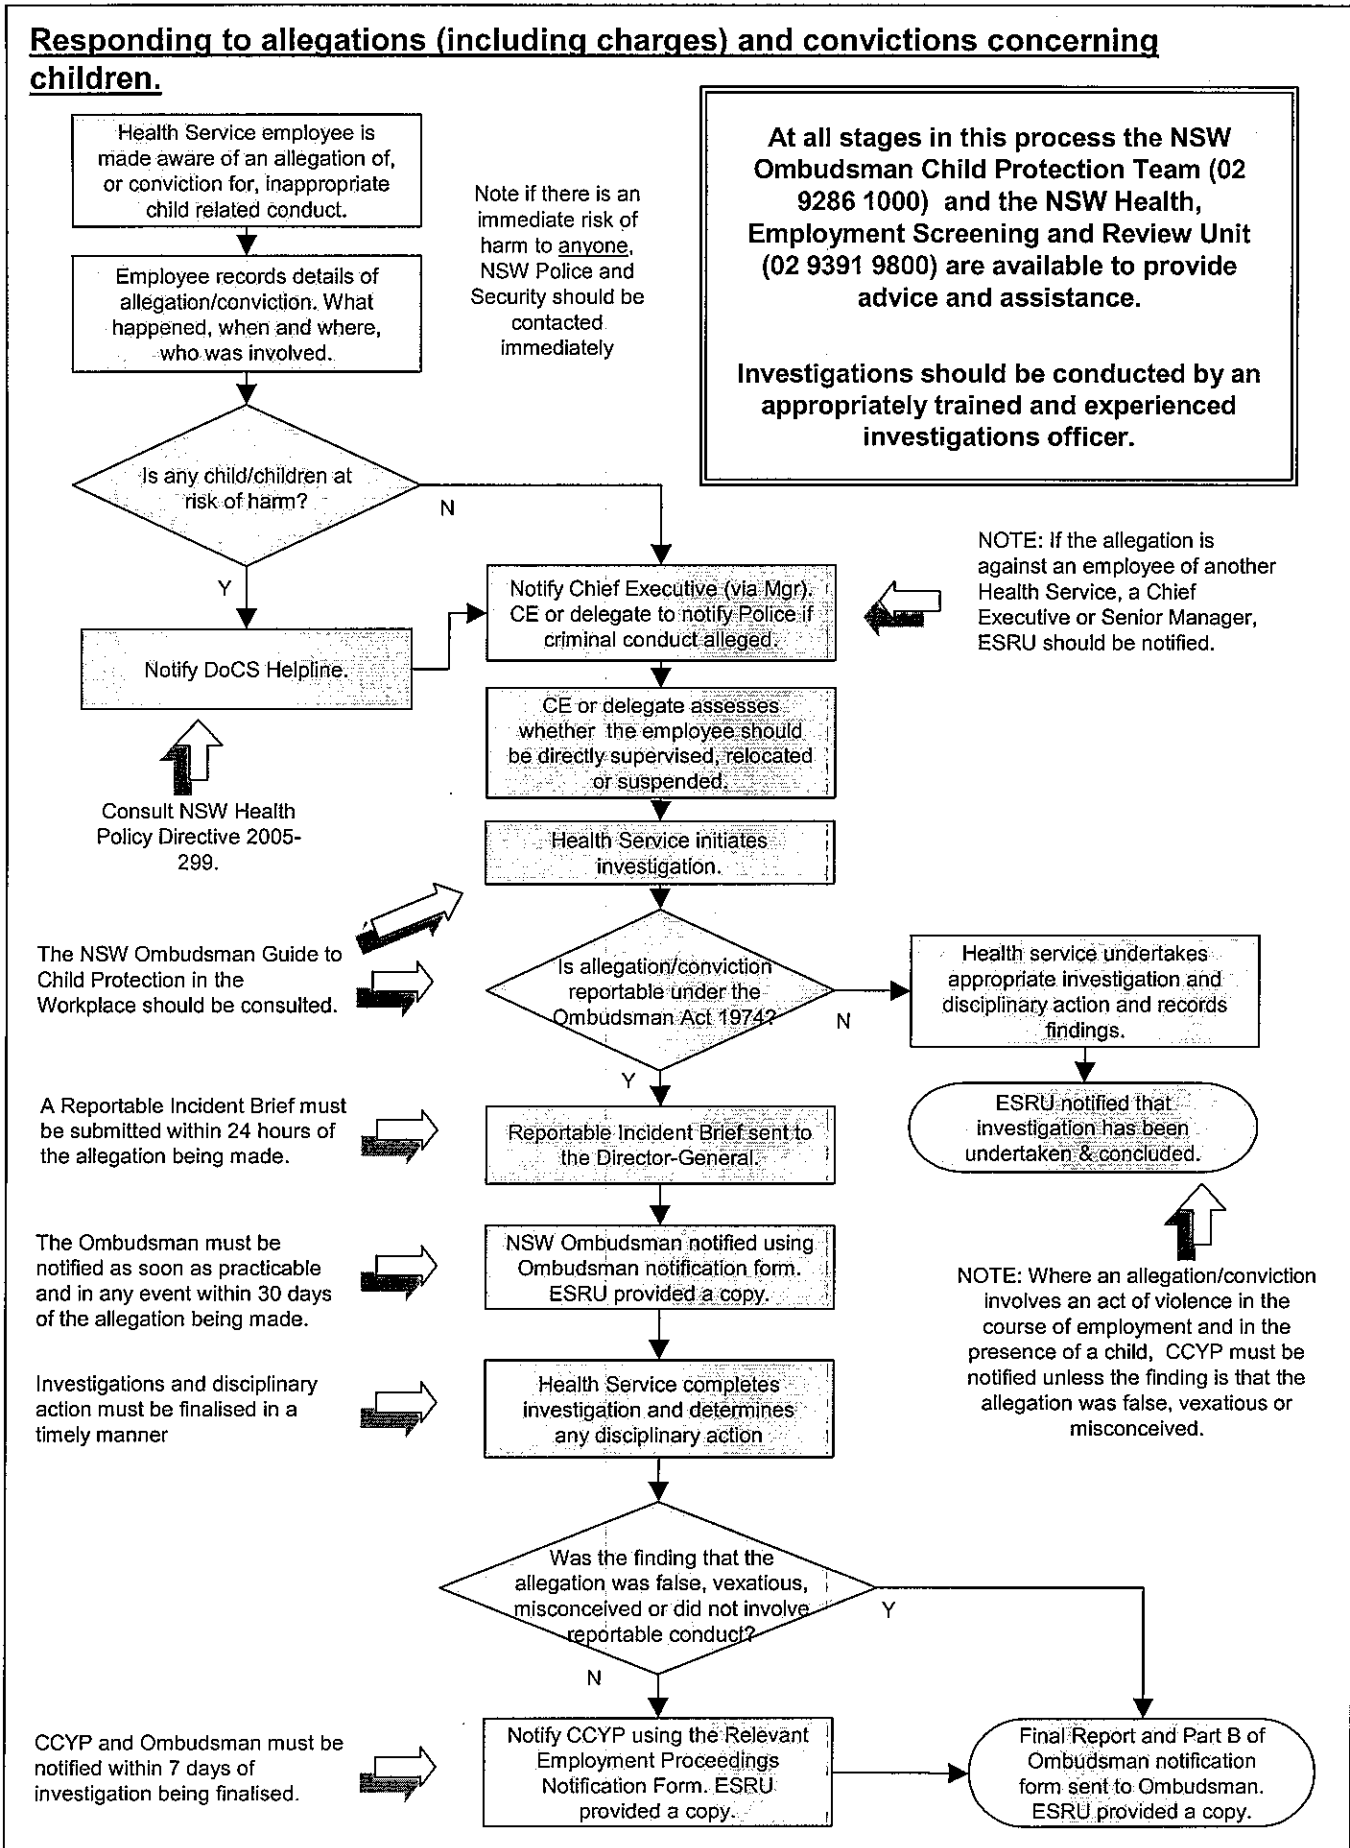 Responding to allegations (including charges) and convictions concerning
children.
Health Service employee is
made aware of an allegation of,
or conviction for, inappropriate
child related conduct.
Note if there is an
immediate risk of
harm to anyone,
NSW Police and
Security should be
contacted
immediately
At all stages in this process the NSW
Ombudsman Child Protection Team (02
9286 1000) and the NSW Health,
Employment Screening and Review Unit
(02 9391 9800) are available to provide
advice and assistance.
Investigations should be conducted by an
appropriately trained and experienced
investigations officer.
Employee records details of
allegation/conviction. What
happened, when and where,
who was involved.
Is any child/children at
risk of harm?
N
Y
Notify DoCS Helpline.
Consult NSW Health
Policy Directive 2005-
299.
Notify Chief Executive (via Mgr).
CE or delegate to notify Police if
criminal conduct alleged.
NOTE: If the allegation is
against an employee of another
Health Service, a Chief
Executive or Senior Manager,
ESRU should be notified.
CE or delegate assesses
whether the employee should
be directly supervised, relocated
or suspended.
Health Service initiates
investigation.
The NSW Ombudsman Guide to
Child Protection in the
Workplace should be consulted.
Is allegation/conviction
reportable under the
Ombudsman Act 1974?
N
Y
Health service undertakes
appropriate investigation and
disciplinary action and records
findings.
ESRU notified that
investigation has been
undertaken & concluded.
NOTE: Where an allegation/conviction
involves an act of violence in the
course of employment and in the
presence of a child, CCYP must be
notified unless the finding is that the
allegation was false, vexatious or
misconceived.
A Reportable Incident Brief must
be submitted within 24 hours of
the allegation being made.
Reportable Incident Brief sent to
the Director-General.
The Ombudsman must be
notified as soon as practicable
and in any event within 30 days
of the allegation being made.
NSW Ombudsman notified using
Ombudsman notification form.
ESRU provided a copy.
Investigations and disciplinary
action must be finalised in a
timely manner
Health Service completes
investigation and determines
any disciplinary action
Was the finding that the
allegation was false, vexatious,
misconceived or did not involve
reportable conduct?
Y
N
CCYP and Ombudsman must be
notified within 7 days of
investigation being finalised.
Notify CCYP using the Relevant
Employment Proceedings
Notification Form. ESRU
provided a copy.
Final Report and Part B of
Ombudsman notification
form sent to Ombudsman.
ESRU provided a copy.